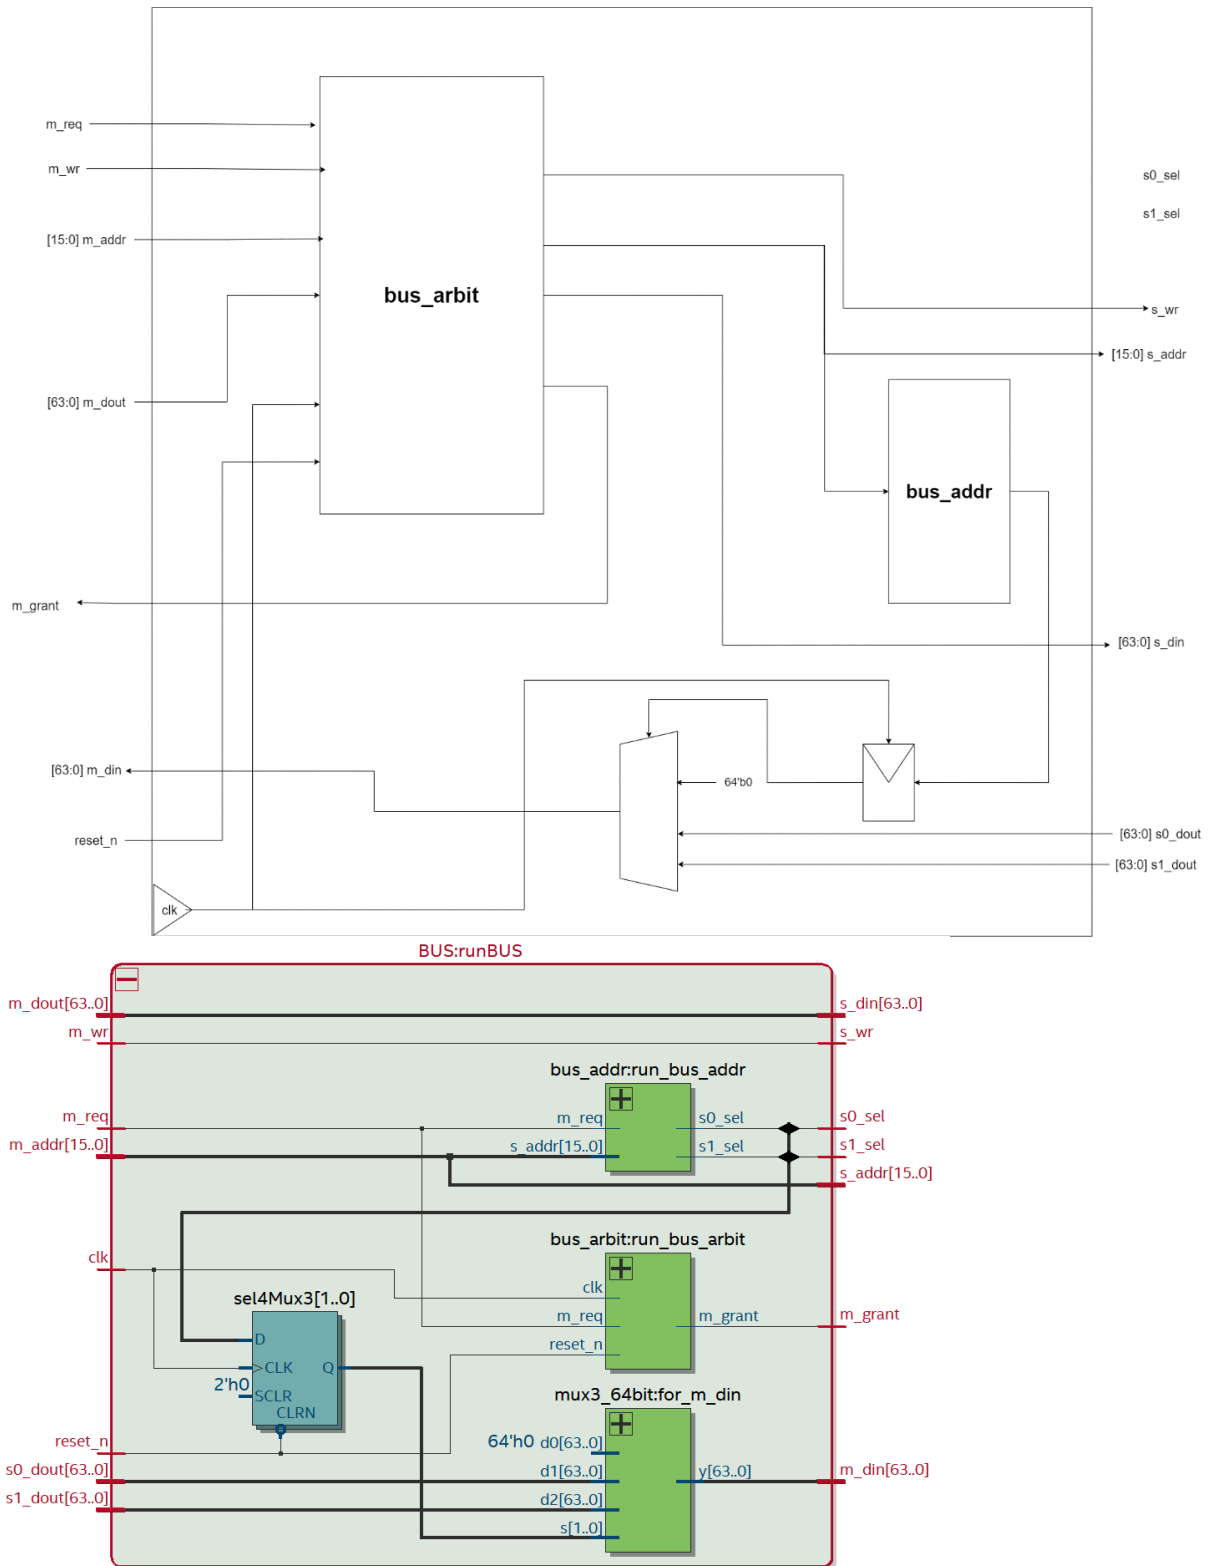 m_req
m_wr
s0_sel
s1_sel
[15:0] m_addr
bus_arbit
s_wr
[15:0] s_addr
[63:0] m_dout
bus_addr
m_grant
[63:0] s_din
[63:0] m_din
64'b0
reset_n
[63:0] s0_dout
[63:0] s1_dout
clk
BUS:runBUS
m_dout[63..0]
s_din[63..0]
m_wr
s_wr
bus_addr:run_bus_addr
m_req
m_req
s0_sel
s0_sel
m_addr[15..0]
s_addr[15..0]
s1_sel
s1_sel
s_addr[15..0]
bus_arbit:run_bus_arbit
clk
clk
sel4Mux3[1..0]
m_req
m_grant
m_grant
reset_n
D
CLK
Q
2'h0
SCLR
CLRN
mux3_64bit:for_m_din
reset_n
64'h0
d0[63..0]
s0_dout[63..0]
d1[63..0]
y[63..0]
m_din[63..0]
s1_dout[63..0]
d2[63..0]
s[1..0]